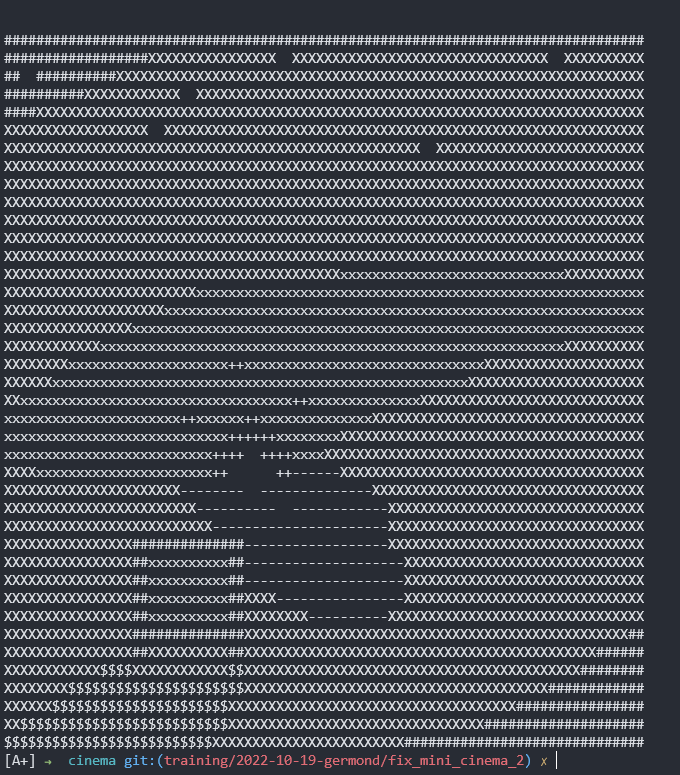 [A+] → cinema git:(training/2022-10-19-germond/fix_mini_cinema_2) ✗